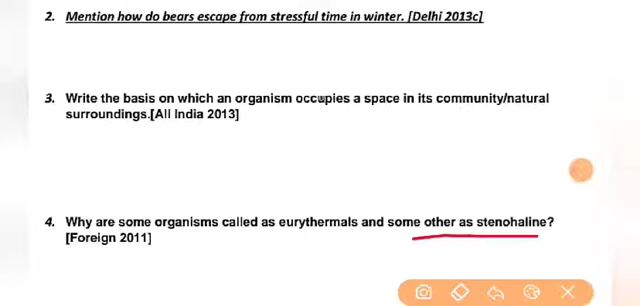 2. Mention how do bears escape from stressful time in winter. [Delhi 2013c]
3. Write the basis on which an organism occupies a space in its community/natural
surroundings.[All India 2013]
4. Why are some organisms called as eurythermals and some other as stenohaline?
[Foreign 2011]